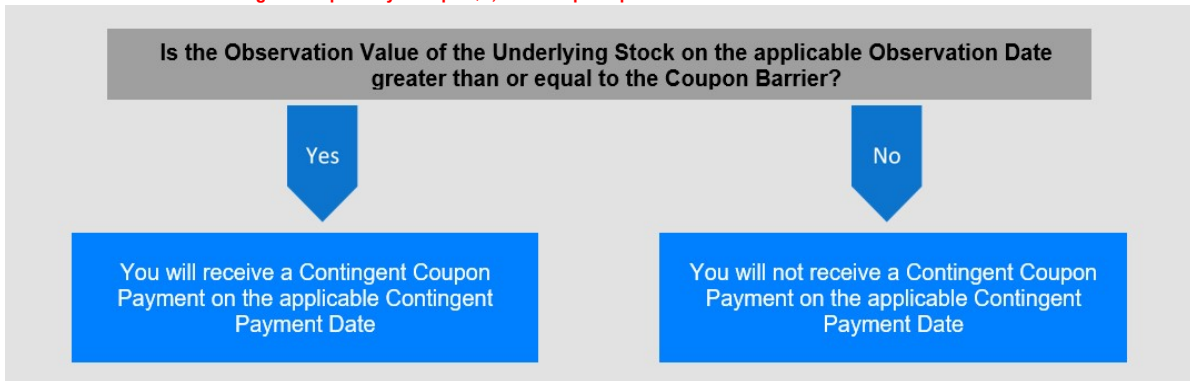 Is the Observation Value of the Underlying Stock on the applicable Observation Date
greater than or equal to the Coupon Barrier?
Yes
No
You will receive a Contingent Coupon
Payment on the applicable Contingent
Payment Date
You will not receive a Contingent Coupon
Payment on the applicable Contingent
Payment Date